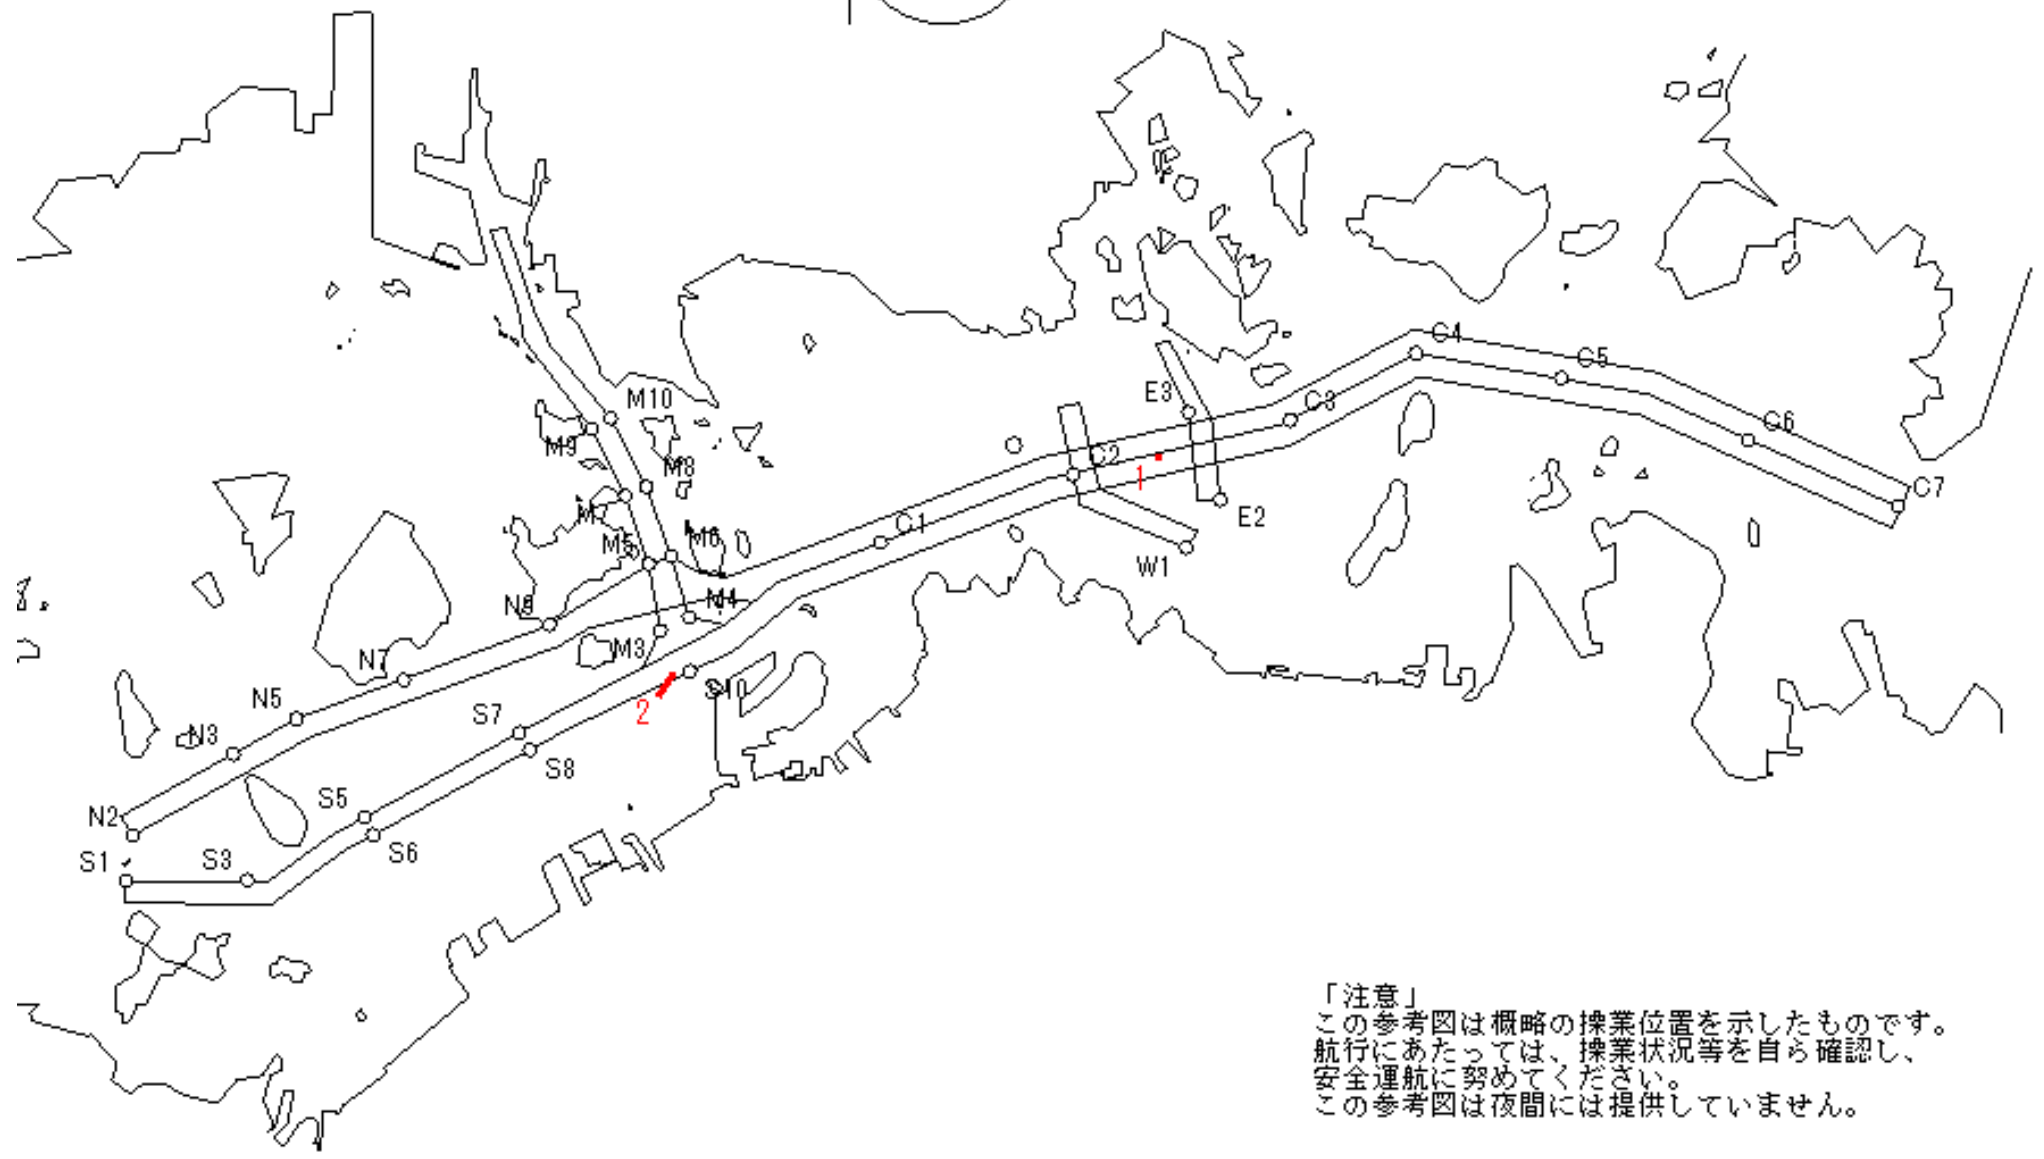 C4
C5
M10
E3
C3
C6
M9
C2
M8
1
C7
M7
E2
C1
M5
M6
W1
N9
M4
M3
N7
S10
N5
2
S7
N3
S8
S5
N2
S6
S1
S3
「注意」
この参考図は概略の操業位置を示したものです。
航行にあたっては、操業状況等を自ら確認し、
安全運航に努めてください。
この参考図は夜間には提供していません。